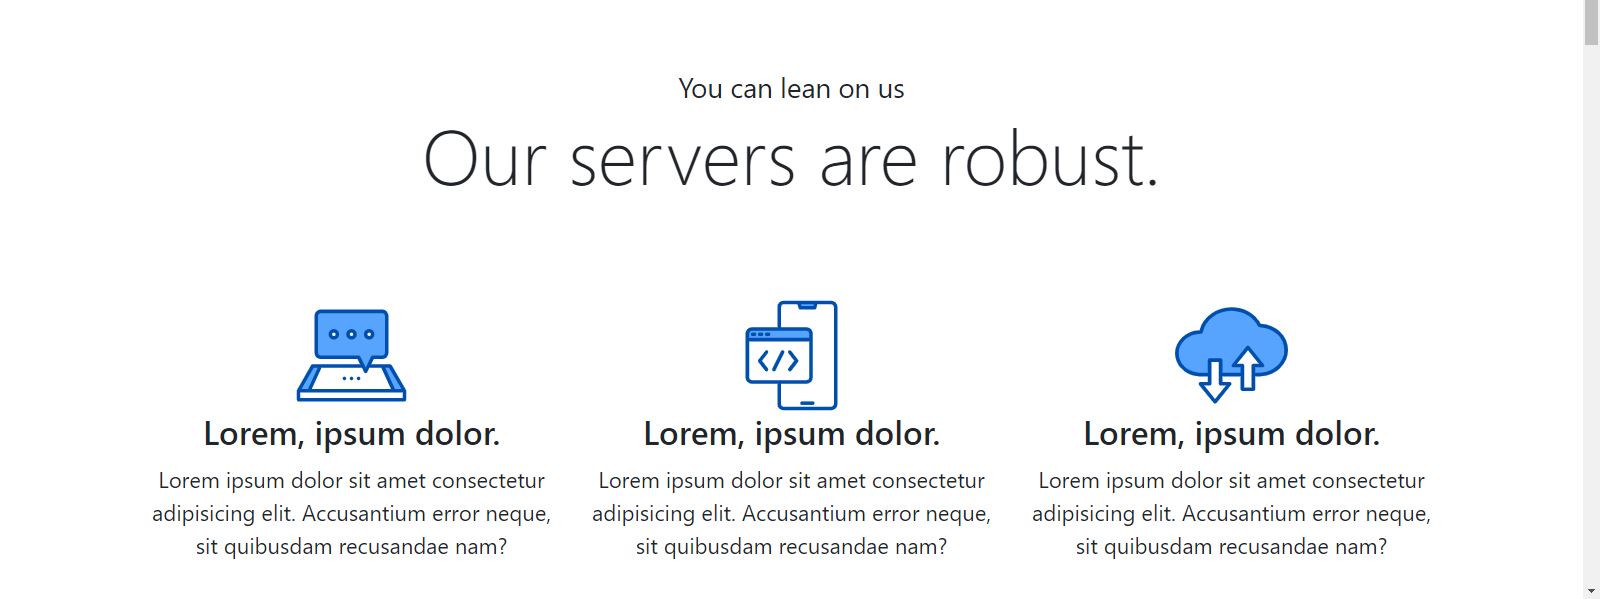 You can lean on us
Our servers are robust.
Lorem, ipsum dolor.
Lorem ipsum dolor sit amet consectetur
adipisicing elit. Accusantium error neque,
sit quibusdam recusandae nam?
Lorem, ipsum dolor.
Lorem ipsum dolor sit amet consectetur
adipisicing elit. Accusantium error neque,
sit quibusdam recusandae nam?
Lorem, ipsum dolor.
Lorem ipsum dolor sit amet consectetur
adipisicing elit. Accusantium error neque,
sit quibusdam recusandae nam?